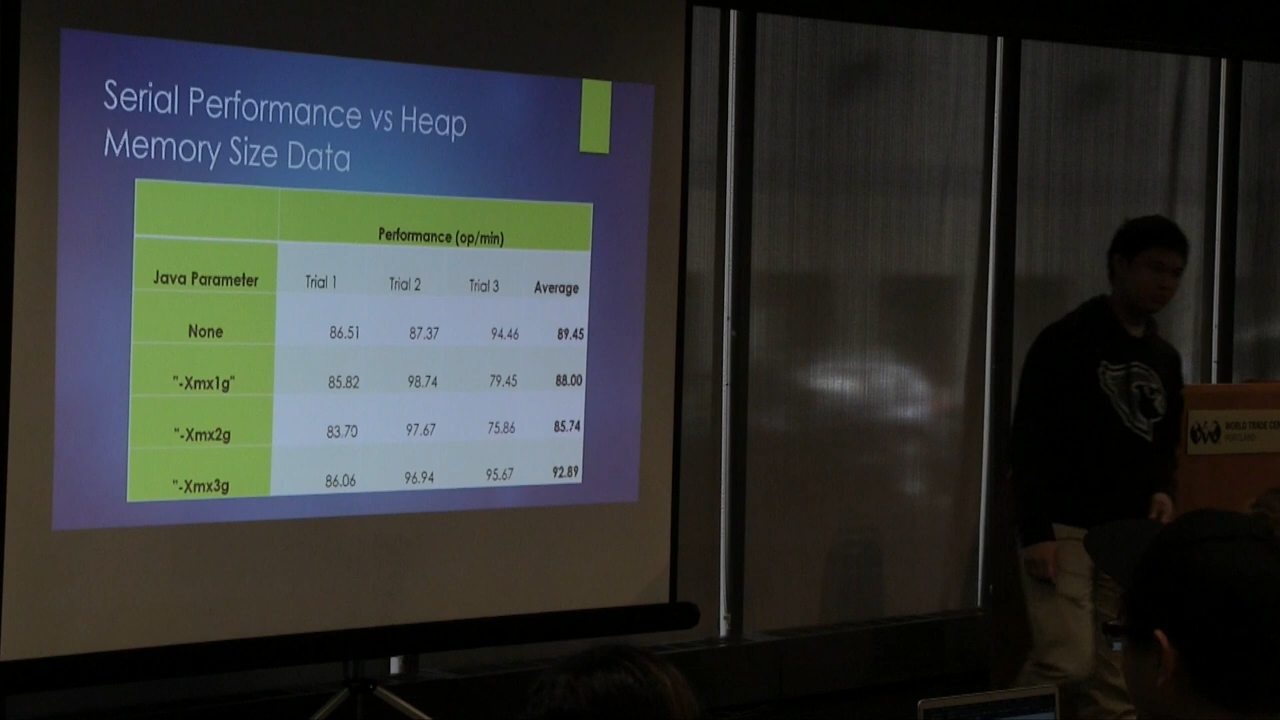 Serial Performance vs Heap
Memory Size Data
Performance (op/min)
Java Parameter Trial 1 Trial 2 Trial 3 Average
None 86.51 87.37 94.46 89.45
"-Xmx1g" 85.82 98.74 79.45 88.00
"-Xmx2g 83.70 97.67 75.86 85.74
"-Xmx3g 86.06 96.94 95.67 92.89
WORLD TRADE CEN
PORTLAND